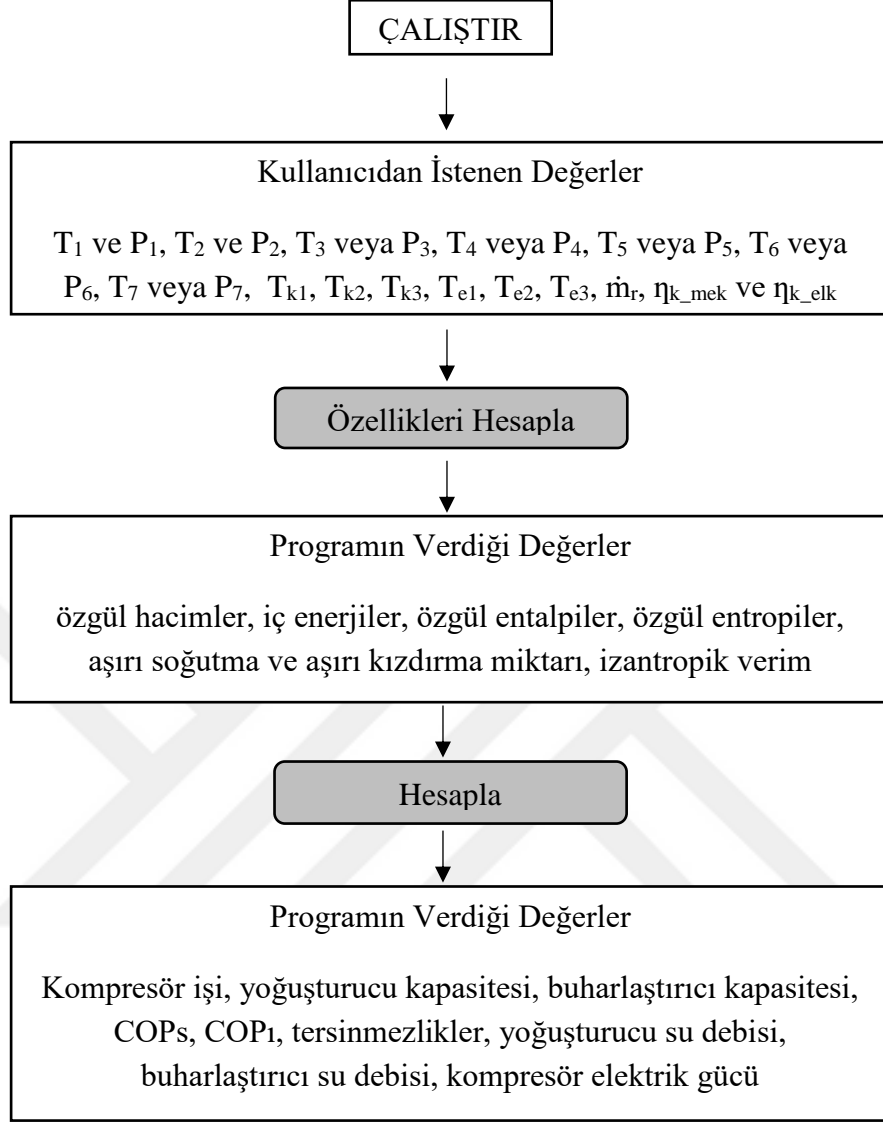 ÇALIŞTIR
Kullanıcıdan İstenen Değerler
T₁ ve P₁, T₂ ve P₂, T₃ veya P₃, T₄ veya P₄, T₅ veya P₅, T₆ veya
P₆, T₇ veya P₇, Tₖ₁, Tₖ₂, Tₖ₃, Tₑ₁, Tₑ₂, Tₑ₃, ṁᵣ, ηk_mek ve ηk_elk
Özellikleri Hesapla
Programın Verdiği Değerler
özgül hacimler, iç enerjiler, özgül entalpiler, özgül entropiler,
aşırı soğutma ve aşırı kızdırma miktarı, izantropik verim
Hesapla
Programın Verdiği Değerler
Kompresör işi, yoğuşturucu kapasitesi, buharlaştırıcı kapasitesi,
COPs, COPı, tersinmezlikler, yoğuşturucu su debisi,
buharlaştırıcı su debisi, kompresör elektrik gücü